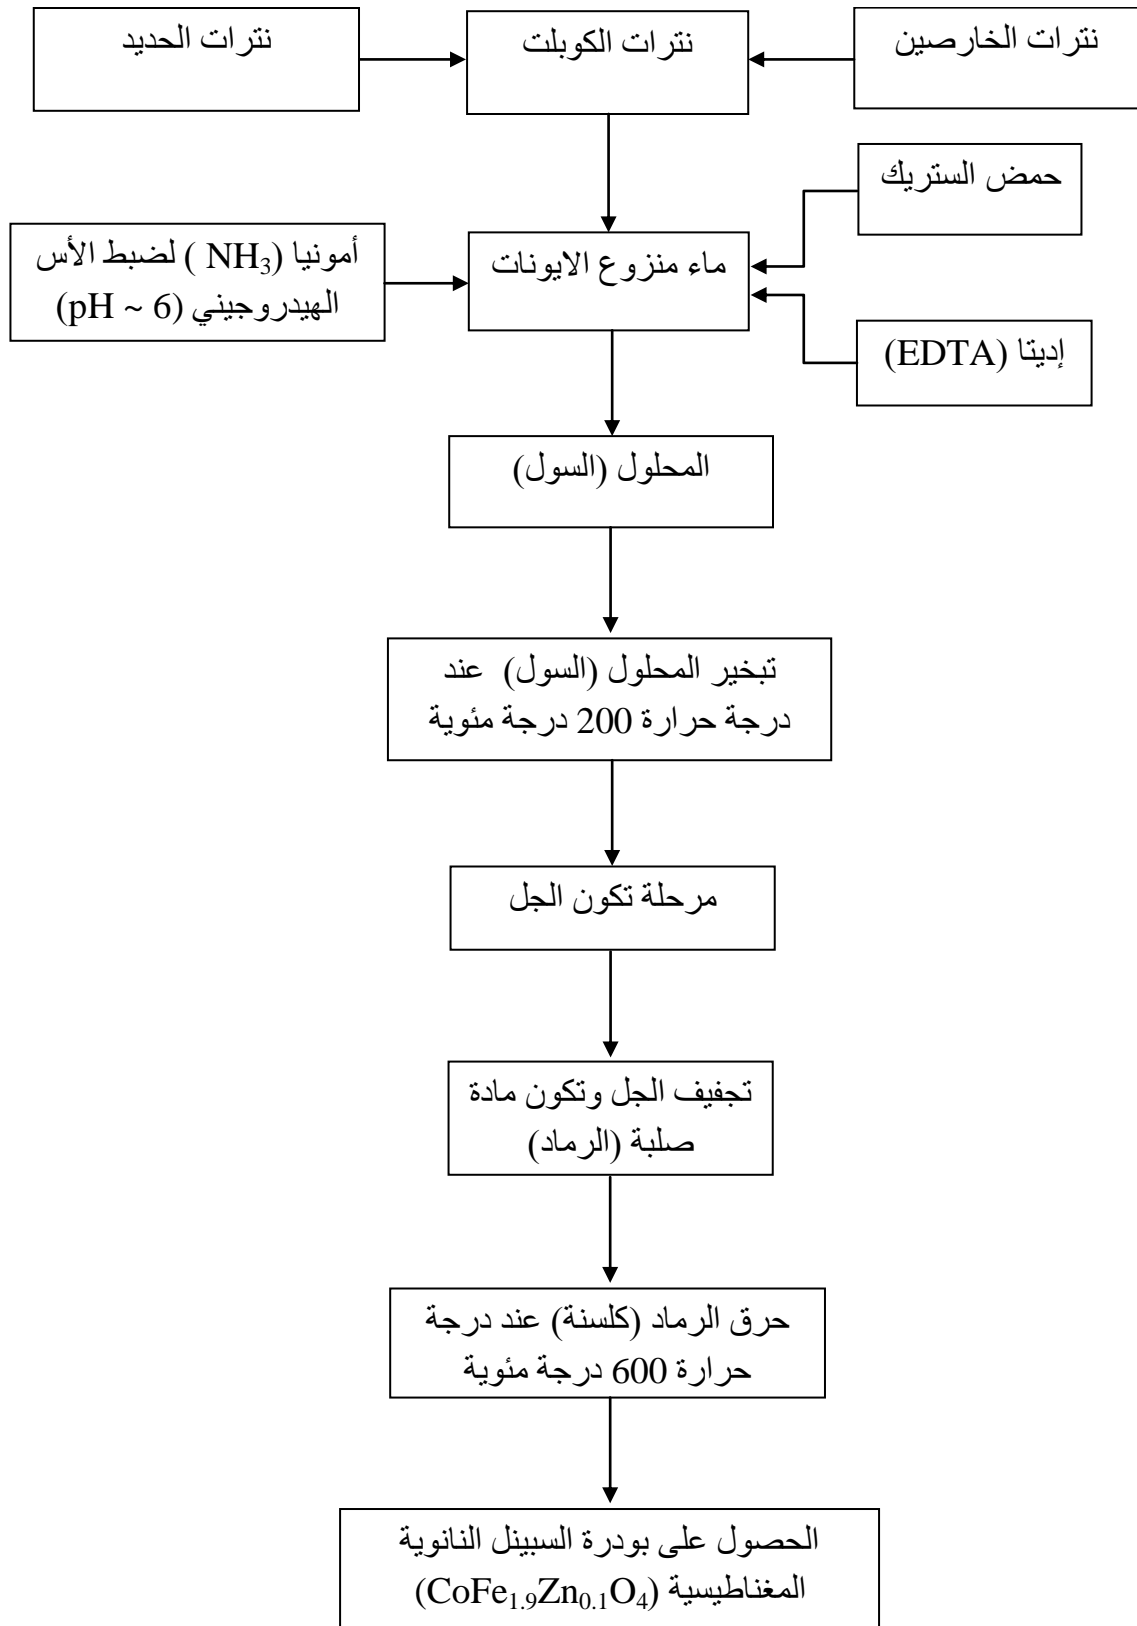 نترات الخارصين
نترات الكوبلت
نترات الحديد
حمض الستريك
ماء منزوع الايونات
أمونيا (NH₃ ) لضبط الأس
الهيدروجيني (pH ~ 6)
إديتا (EDTA)
المحلول (السول)
تبخير المحلول (السول) عند
درجة حرارة 200 درجة مئوية
مرحلة تكون الجل
تجفيف الجل وتكون مادة
صلبة (الرماد)
حرق الرماد (كلسنة) عند درجة
حرارة 600 درجة مئوية
الحصول على بودرة السبينل النانوية
المغناطيسية (CoFe₁.₉Zn₀.₁O₄)